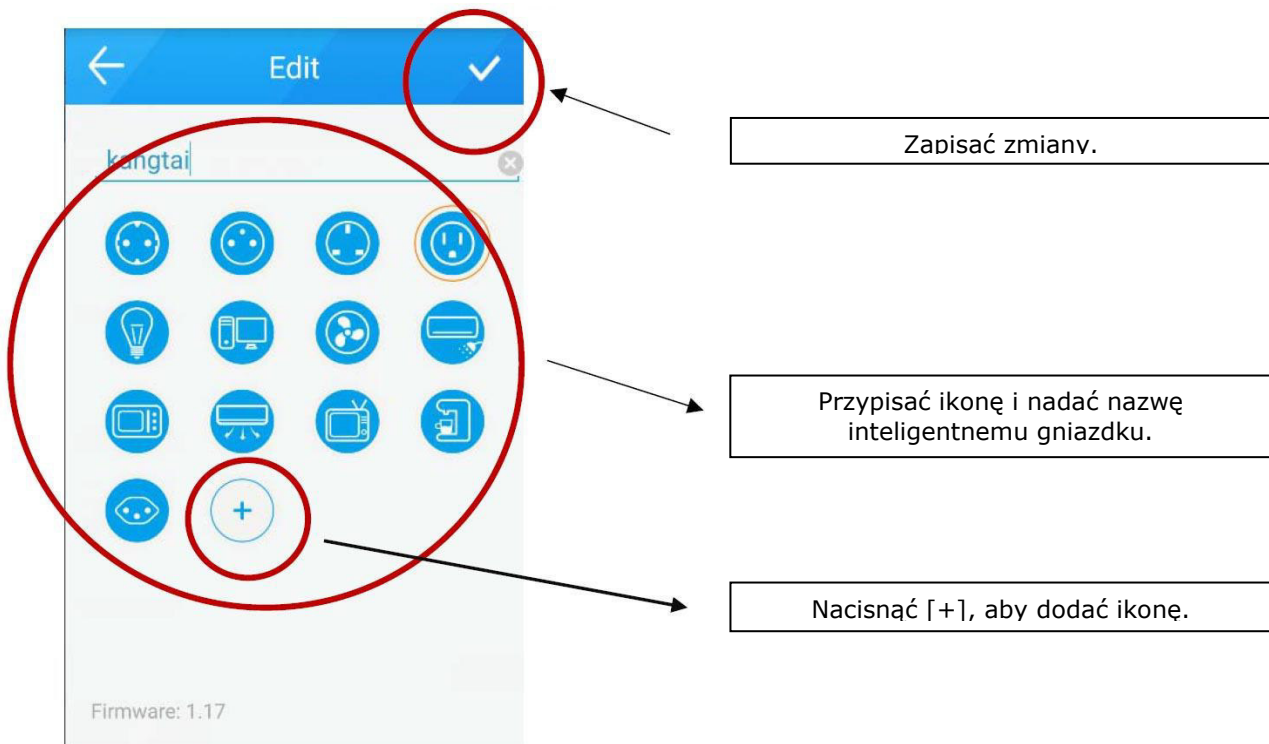 Edit
Zapisać zmiany.
kangtai
Przypisać ikonę i nadać nazwę
inteligentnemu gniazdku.
+
Nacisnąć [+], aby dodać ikonę.
Firmware: 1.17